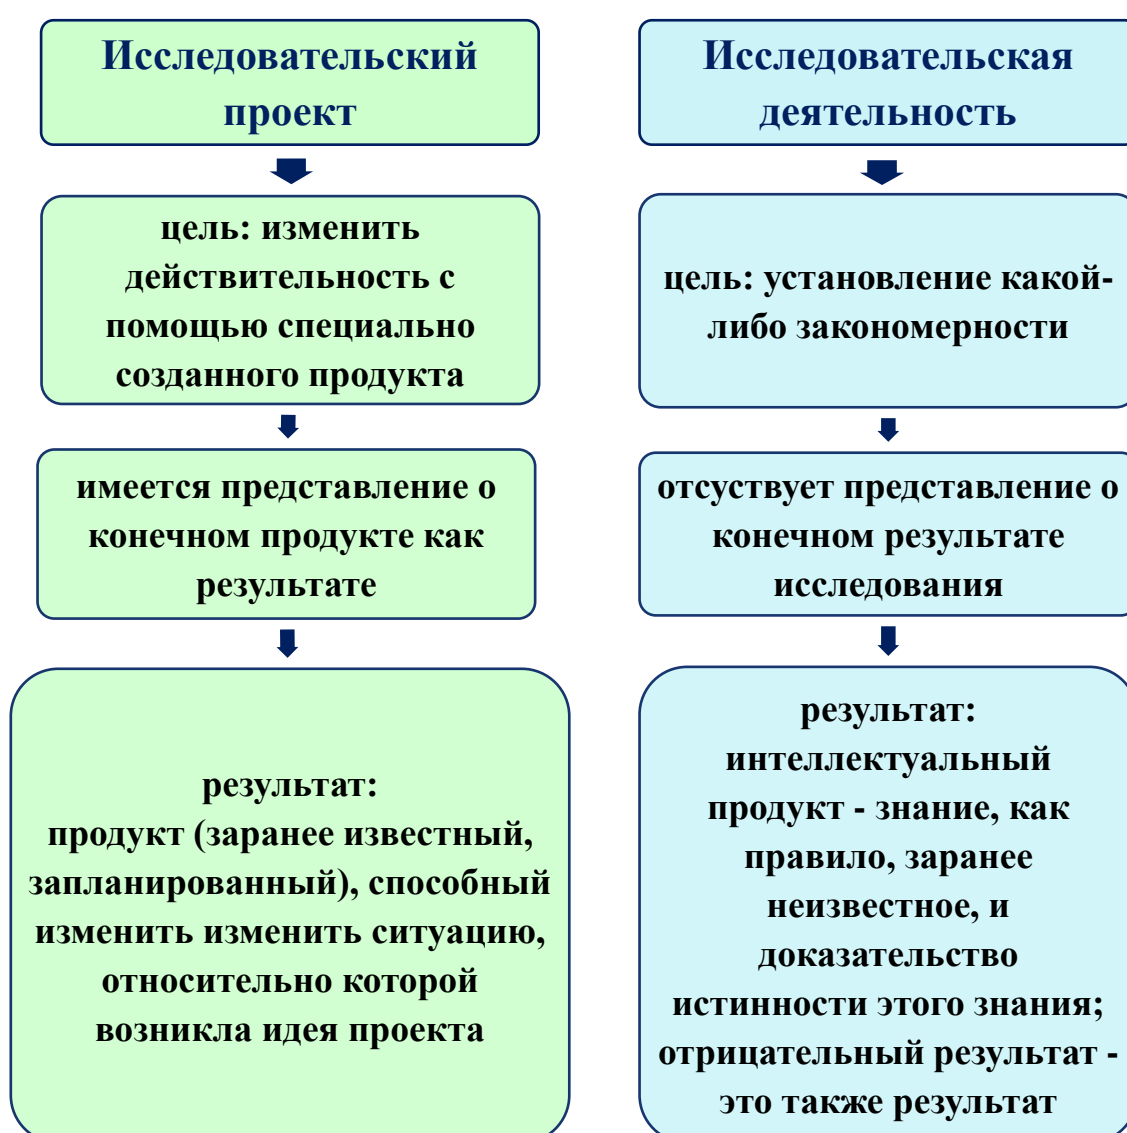 Исследовательский
проект
цель: изменить
действительность с
помощью специально
созданного продукта
имеется представление о
конечном продукте как
результате
результат:
продукт (заранее известный,
запланированный), способный
изменить изменить ситуацию,
относительно которой
возникла идея проекта
Исследовательская
деятельность
цель: установление какой-
либо закономерности
отсуствует представление о
конечном результате
исследования
результат:
интеллектуальный
продукт - знание, как
правило, заранее
неизвестное, и
доказательство
истинности этого знания;
отрицательный результат -
это также результат